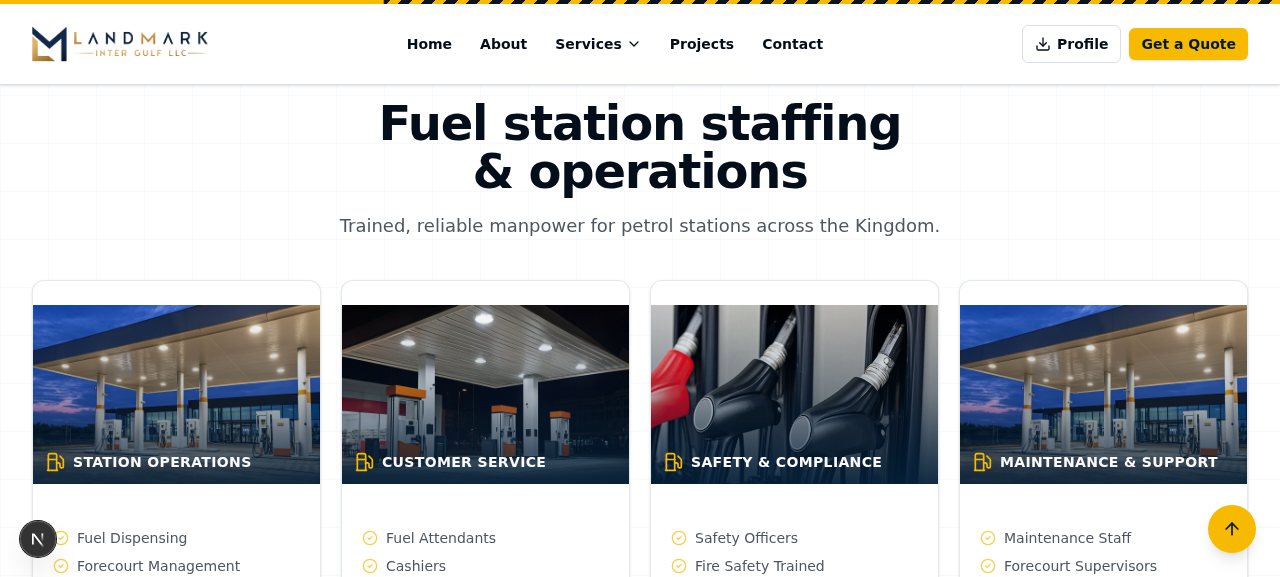 LANDMARK
INTER GULF LLC
Home
About
Services
Projects
Contact
Profile
Get a Quote
Fuel station staffing
& operations
Trained, reliable manpower for petrol stations across the Kingdom.
STATION OPERATIONS
CUSTOMER SERVICE
SAFETY & COMPLIANCE
MAINTENANCE & SUPPORT
Fuel Dispensing
Fuel Attendants
Safety Officers
Maintenance Staff
Forecourt Management
Cashiers
Fire Safety Trained
Forecourt Supervisors